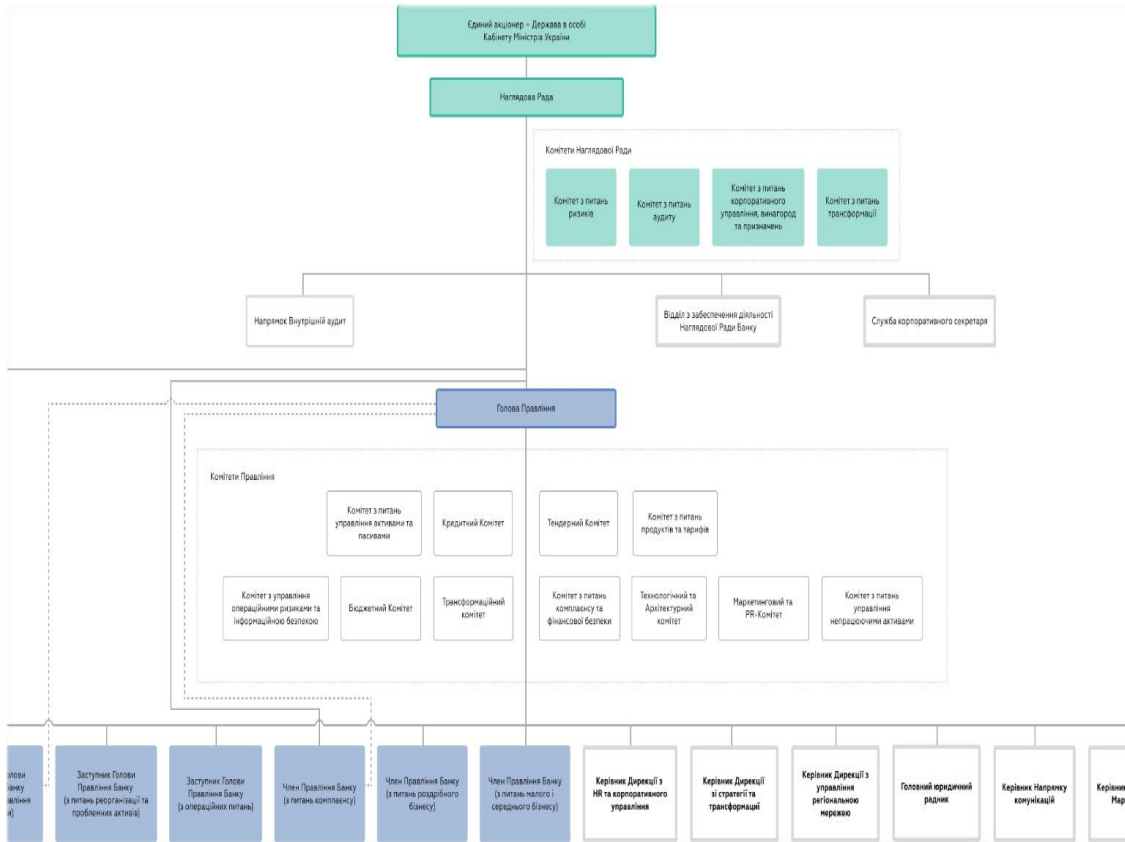 Єдиний акціонер – Держава в особі
Кабінету Міністрів України
Наглядова Рада
Комітети Наглядової Ради
Комітет з питань
ризиків
Комітет з питань
аудиту
Комітет з питань
корпоративного
управління, винагород
та призначень
Комітет з питань
трансформації
Напрямок Внутрішній аудит
Відділ з забеспечення діяльності
Наглядової Ради Банку
Служба корпоративного секретаря
Голова Правління
Комітети Правління
Комітет з питань
управління активами та
пасивами
Кредитний Комітет
Тендерний Комітет
Комітет з питань
продуктів та тарифів
Комітет з управління
операційними ризиками та
інформаційною безпекою
Бюджетний Комітет
Трансформаційний
комітет
Комітет з питань
комплаєнсу та
фінансової безпеки
Технологічний та
Архітектурний
комітет
Маркетинговий та
PR-Комітет
Комітет з питань
управління
непрацюючими активами
олови
анку
авління
и)
Заступник Голови
Правління Банку
(з питань реорганізації та
проблемних активів)
Заступник Голови
Правління Банку
(з операційних питань)
Член Правління Банку
(з питань комплаєнсу)
Член Правління Банку
(з питань роздрібного
бізнесу)
Член Правління Банку
(з питань малого і
середнього бізнесу)
Керівник Дирекції з
HR та корпоративного
управління
Керівник Дирекції
зі стратегії та
трансформації
Керівник Дирекції з
управління
регіональною
мережею
Головний юридичний
радник
Керівник Напрямку
комунікацій
Керівник
Мар